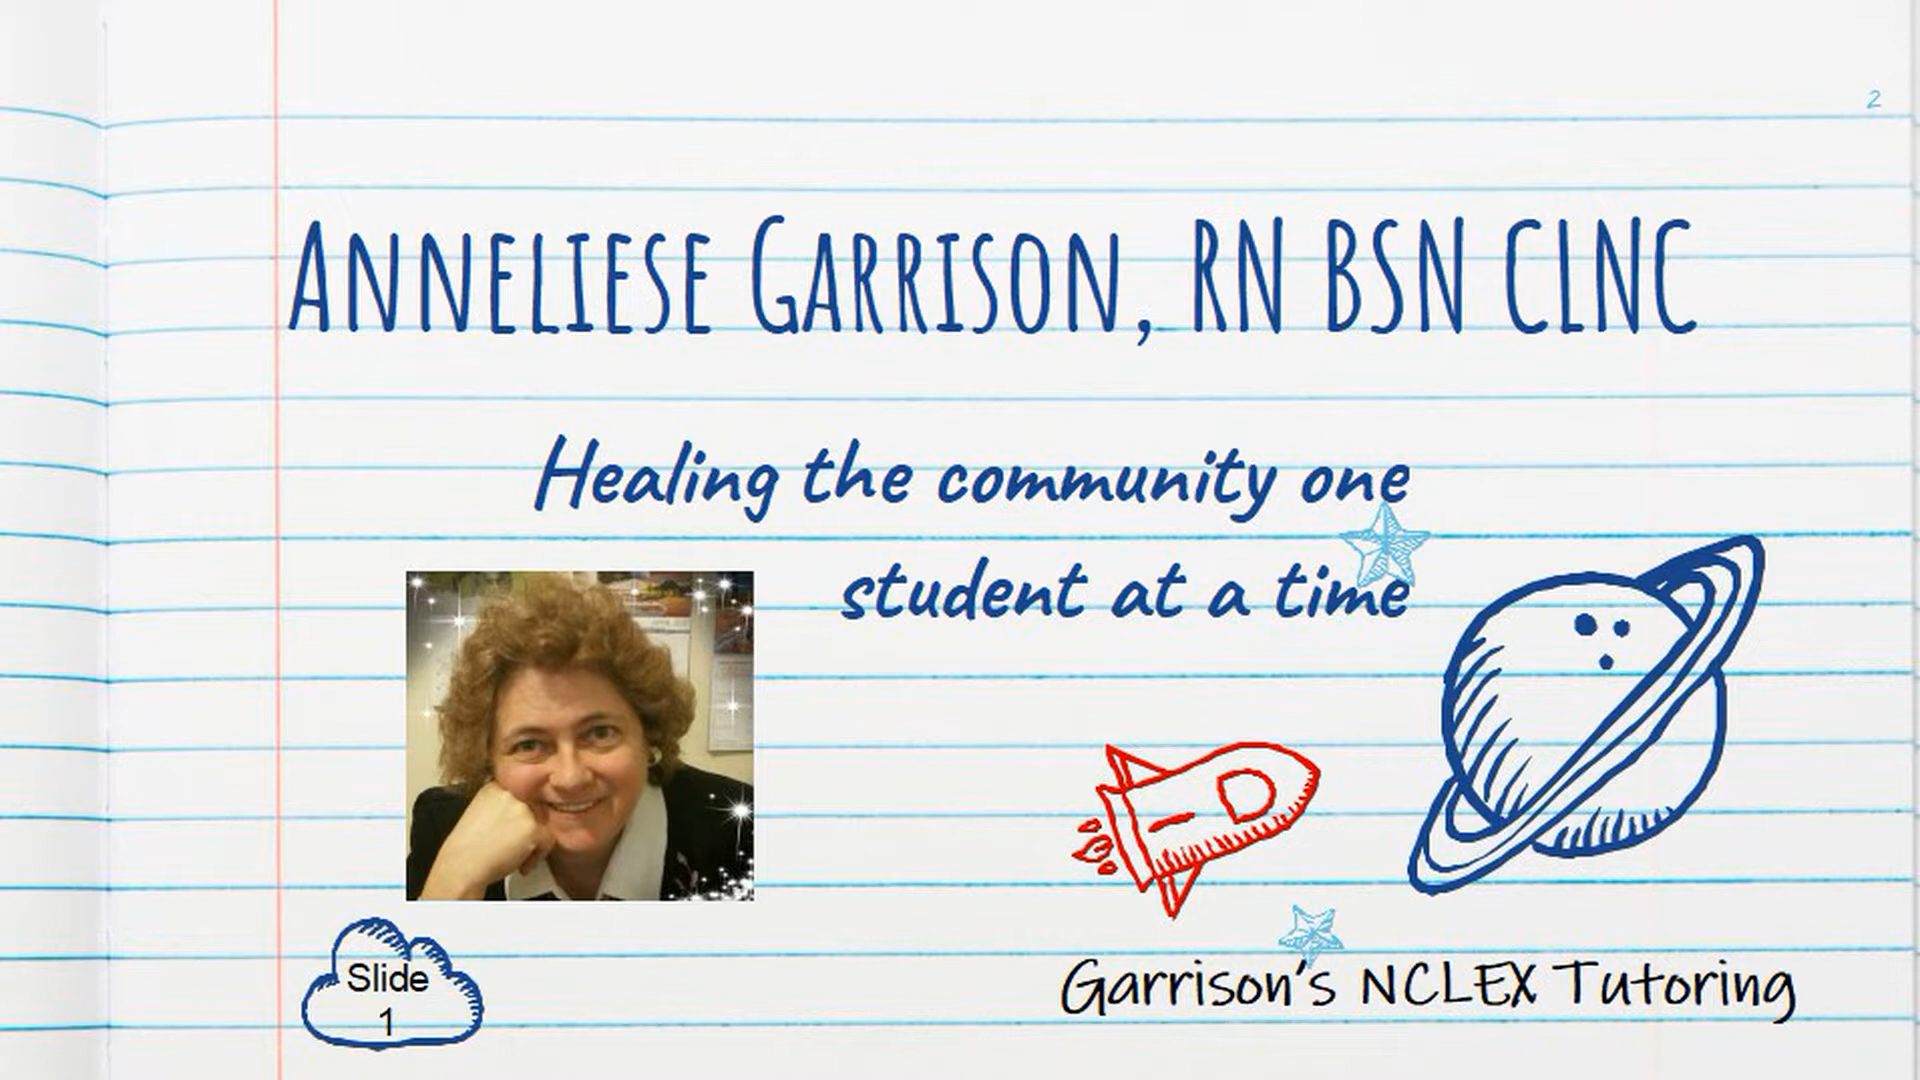 2
Anneliese Garrison, RN BSN CLNC
Healing the community one
student at a time
Slide
1
Garrison's NCLEX Tutoring